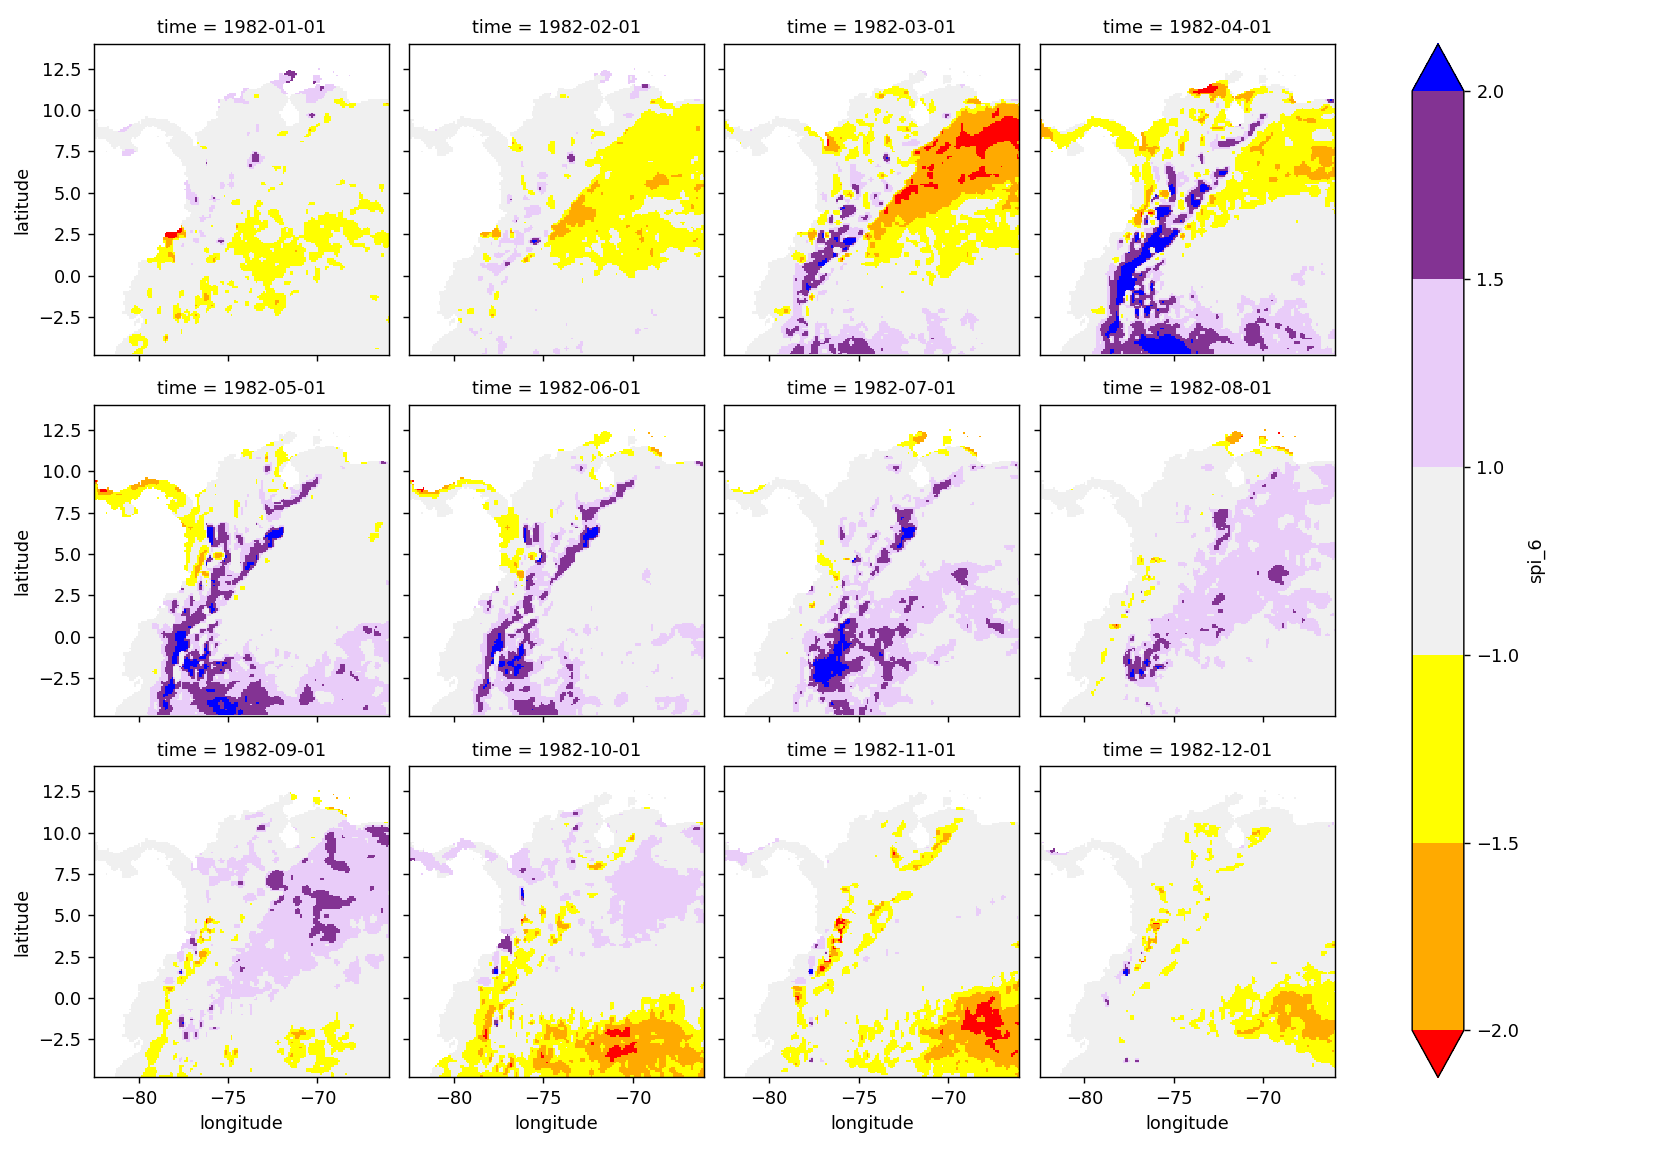 time = 1982-01-01
time = 1982-02-01
time = 1982-03-01
time = 1982-04-01
12.5
10.0
7.5
5.0
2.5
0.0
−2.5
latitude
time = 1982-05-01
time = 1982-06-01
time = 1982-07-01
time = 1982-08-01
12.5
10.0
7.5
5.0
2.5
0.0
−2.5
latitude
time = 1982-09-01
time = 1982-10-01
time = 1982-11-01
time = 1982-12-01
12.5
10.0
7.5
5.0
2.5
0.0
−2.5
latitude
−80 −75 −70
−80 −75 −70
−80 −75 −70
−80 −75 −70
longitude
longitude
longitude
longitude
2.0
1.5
1.0
−1.0
−1.5
−2.0
spi_6